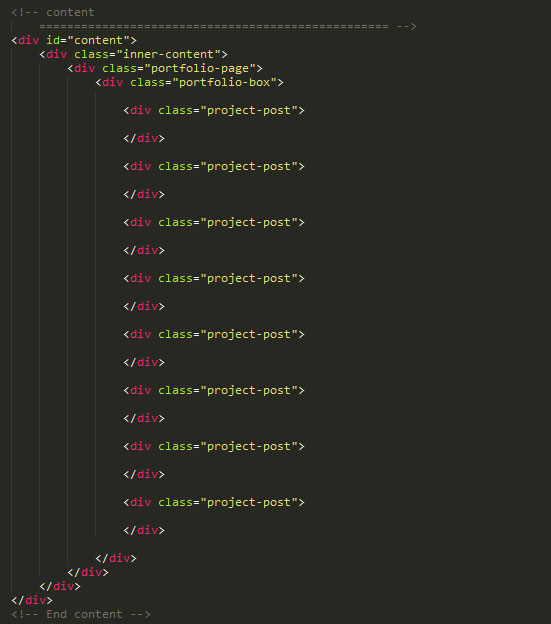 <!-- content
================================================== -->
<div id="content">
<div class="inner-content">
<div class="portfolio-page">
<div class="portfolio-box">
<div class="project-post">
</div>
<div class="project-post">
</div>
<div class="project-post">
</div>
<div class="project-post">
</div>
<div class="project-post">
</div>
<div class="project-post">
</div>
<div class="project-post">
</div>
<div class="project-post">
</div>
</div>
</div>
</div>
</div>
<!-- End content -->